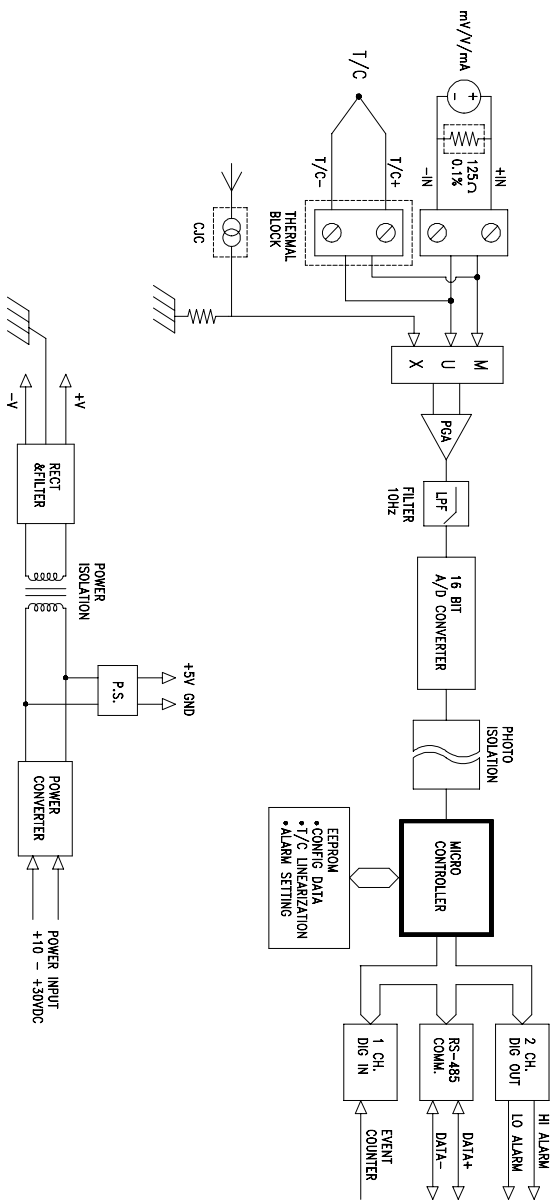 mV/V/mA
+
-
125Ω
0.1%
+IN
-IN
T/C
T/C+
T/C-
THERMAL
BLOCK
CJC
M
U
X
PGA
LPF
FILTER
10Hz
16 BIT
A/D CONVERTER
PHOTO
ISOLATION
MICRO
CONTROLLER
EEPROM
•CONFIG DATA
•T/C LINEARIZATION
•ALARM SETTING
2 CH.
DIG OUT
HI ALARM
LO ALARM
RS-485
COMM.
DATA+
DATA-
1 CH.
DIG IN
EVENT
COUNTER
+V
-V
RECT
&FILTER
POWER
ISOLATION
+5V GND
P.S.
POWER
CONVERTER
POWER INPUT
+10 - +30VDC